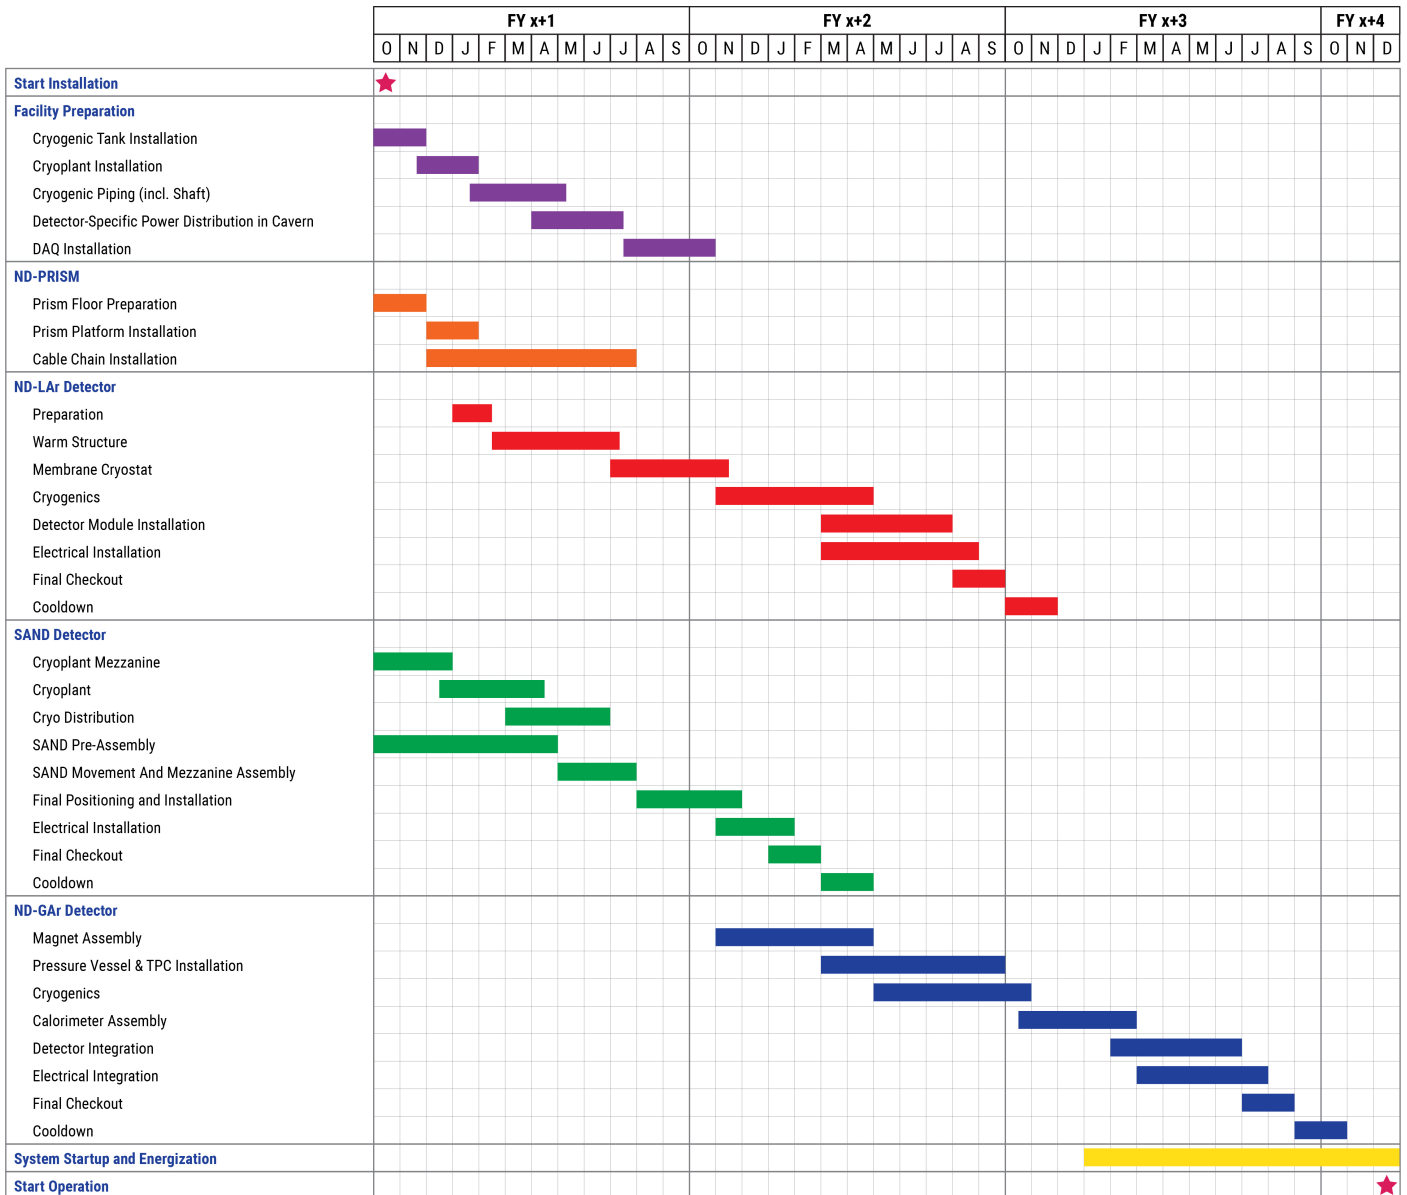 FY x+1 FY x+2 FY x+3 FY x+4
O N D J F M A M J J A S O N D J F M A M J J A S O N D J F M A M J J A S O N D
Start Installation
Facility Preparation
Cryogenic Tank Installation
Cryoplant Installation
Cryogenic Piping (incl. Shaft)
Detector-Specific Power Distribution in Cavern
DAQ Installation
ND-PRISM
Prism Floor Preparation
Prism Platform Installation
Cable Chain Installation
ND-LAr Detector
Preparation
Warm Structure
Membrane Cryostat
Cryogenics
Detector Module Installation
Electrical Installation
Final Checkout
Cooldown
SAND Detector
Cryoplant Mezzanine
Cryoplant
Cryo Distribution
SAND Pre-Assembly
SAND Movement And Mezzanine Assembly
Final Positioning and Installation
Electrical Installation
Final Checkout
Cooldown
ND-GAr Detector
Magnet Assembly
Pressure Vessel & TPC Installation
Cryogenics
Calorimeter Assembly
Detector Integration
Electrical Integration
Final Checkout
Cooldown
System Startup and Energization
Start Operation